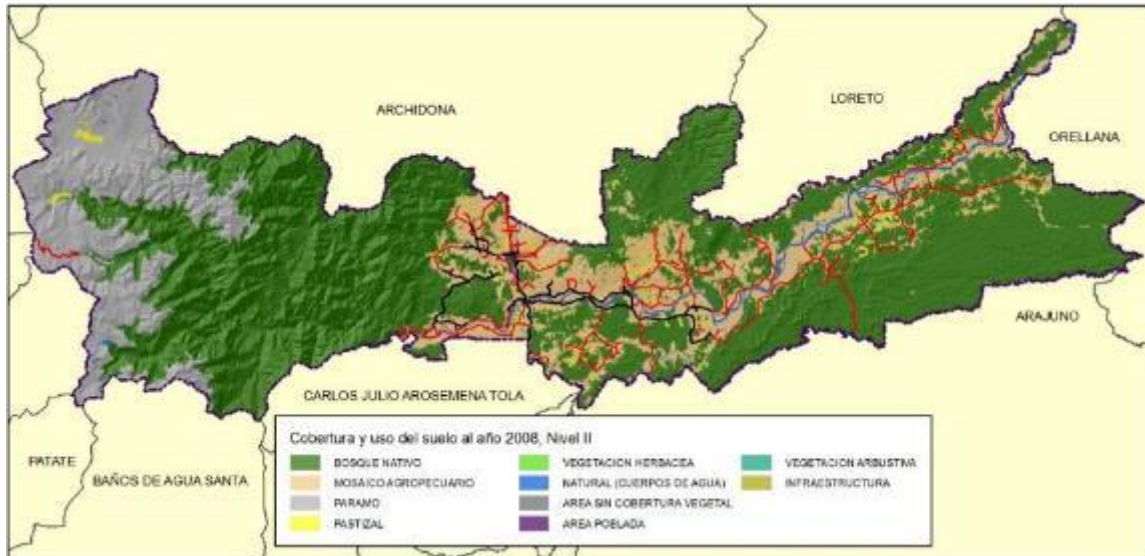 ARCHIDONA
LORETO
ORELLANA
ARAJUNO
CARLOS JULIO AROSEMENA TOLA
PATATE
BAÑOS DE AGUA SANTA
Cobertura y uso del suelo al año 2008, Nivel II
BOSQUE NATIVO
MOSAICO AGROPECUARIO
PARAMO
PASTIZAL
VEGETACION HERBACEA
NATURAL (CUERPOS DE AGUA)
AREA SIN COBERTURA VEGETAL
AREA POBLADA
VEGETACION ARBUSTIVA
INFRAESTRUCTURA